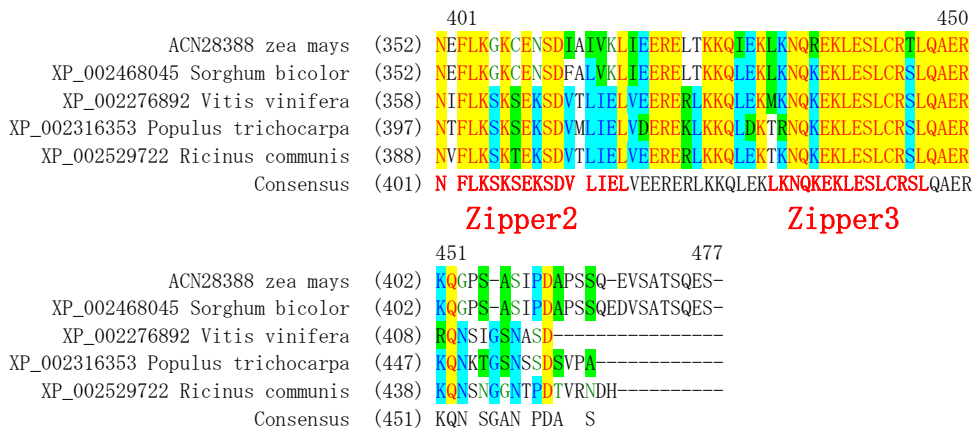 401 450
ACN28388 zea mays (352) NEFLKGKCENSDIAIVKLIEERELTKKQIEKLKNQREKLESLCRTLQAER
XP_002468045 Sorghum bicolor (352) NEFLKGKCENSDFALVKLIEERELTKKQLEKLKNQKEKLESLCRSLQAER
XP_002276892 Vitis vinifera (358) NIFLKSKSEKSDVTLIELVEERERLKKQLEKMKNQKEKLESLCRSLQAER
XP_002316353 Populus trichocarpa (397) NTFLKSKSEKSDVMLIELVDEREKLKKQLDKTRNQKEKLESLCRSLQAER
XP_002529722 Ricinus communis (388) NVFLKSKTEKSDVTLIELVEERERLKKQLEKTKNQKEKLESLCRSLQAER
Consensus (401) N FLKSKSEKSDV LIELVEERERLKKQLEKLKNQKEKLESLCRSLQAER
Zipper2 Zipper3
451 477
ACN28388 zea mays (402) KQGPS-ASIPDAPSSQ-EVSATSQES-
XP_002468045 Sorghum bicolor (402) KQGPS-ASIPDAPSSQEDVSATSQES-
XP_002276892 Vitis vinifera (408) RQNSIGSNASD----------------
XP_002316353 Populus trichocarpa (447) KQNKTGSNSSDSVPA------------
XP_002529722 Ricinus communis (438) KQNSNGGNTPDTVRNDH----------
Consensus (451) KQN SGAN PDA S